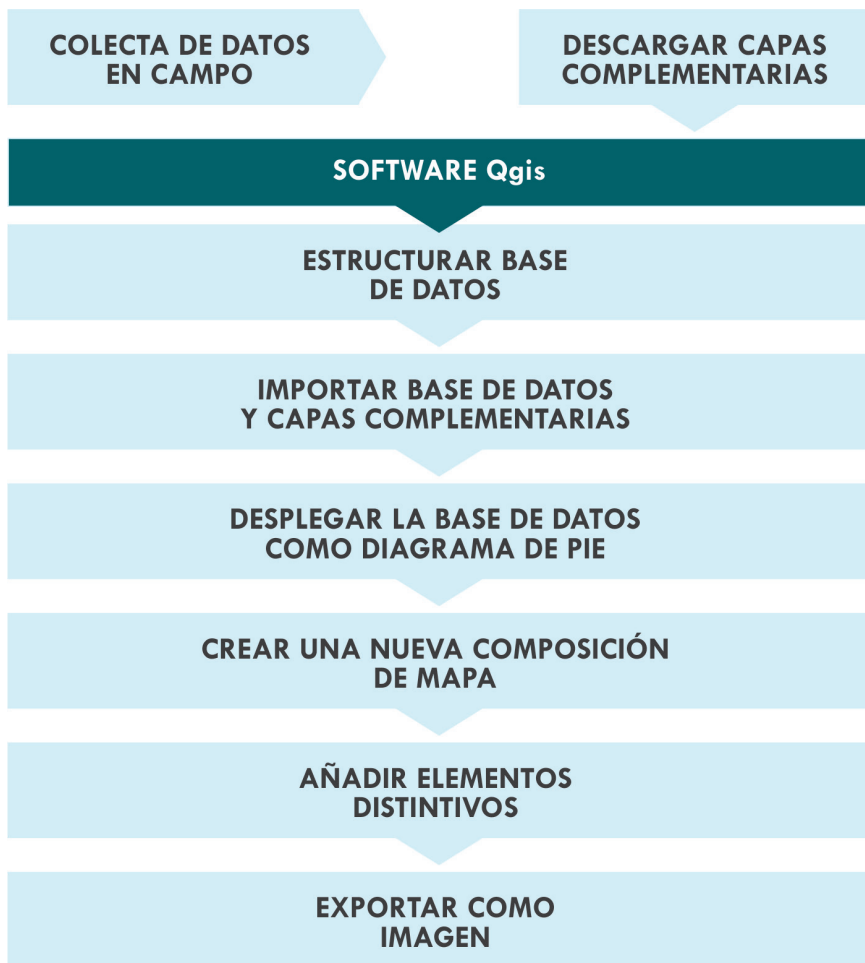 COLECTA DE DATOS
EN CAMPO
DESCARGAR CAPAS
COMPLEMENTARIAS
SOFTWARE Qgis
ESTRUCTURAR BASE
DE DATOS
IMPORTAR BASE DE DATOS
Y CAPAS COMPLEMENTARIAS
DESPLEGAR LA BASE DE DATOS
COMO DIAGRAMA DE PIE
CREAR UNA NUEVA COMPOSICIÓN
DE MAPA
AÑADIR ELEMENTOS
DISTINTIVOS
EXPORTAR COMO
IMAGEN